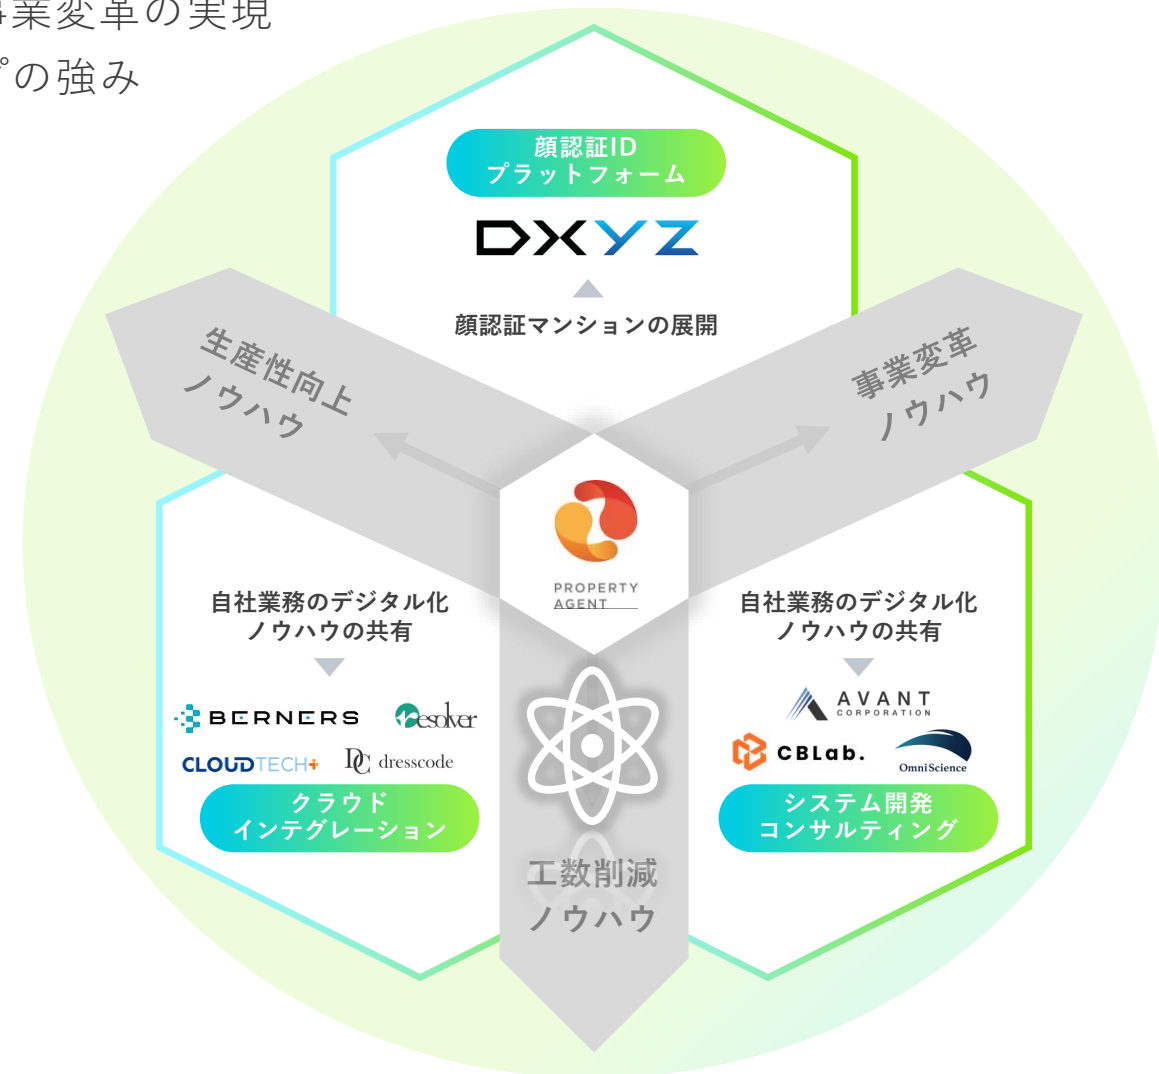 事業変革の実現
プの強み
顔認証ID
プラットフォーム
DXYZ
顔認証マンションの展開
生産性向上
ノウハウ
事業変革
ノウハウ
PROPERTY
AGENT
自社業務のデジタル化
ノウハウの共有
BERNERS
Resolver
CLOUDTECH+
DC dresscode
クラウド
インテグレーション
自社業務のデジタル化
ノウハウの共有
AVANT
CORPORATION
CBLab.
OmniScience
システム開発
コンサルティング
工数削減
ノウハウ